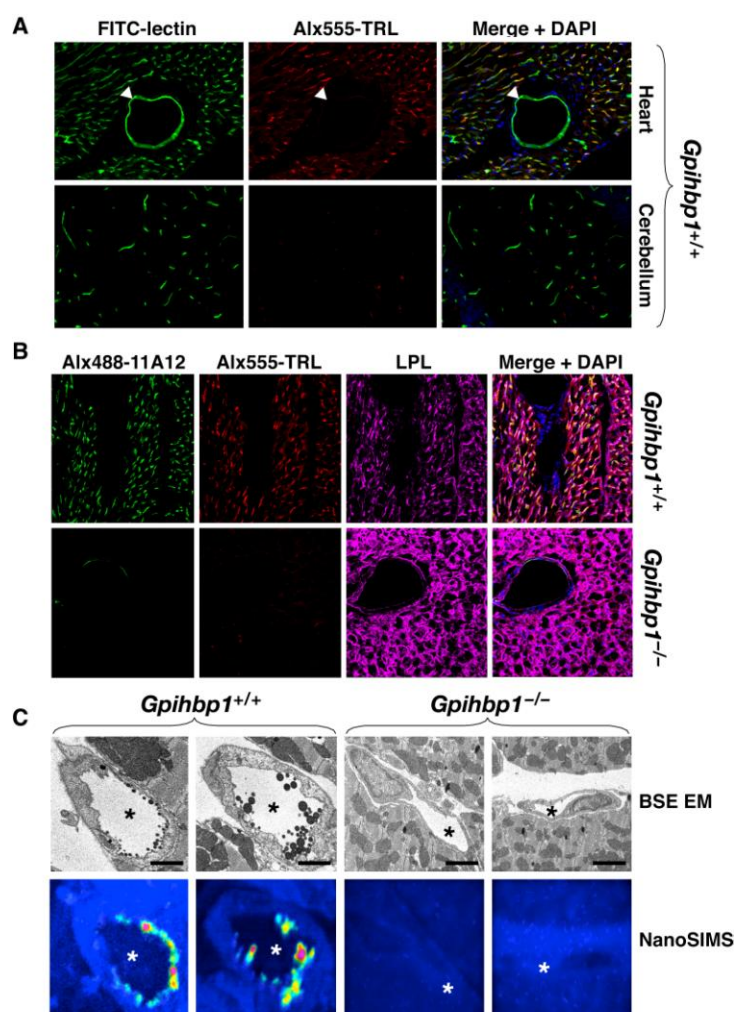 A
FITC-lectin Alx555-TRL Merge + DAPI
Heart
Cerebellum
Gpihbp1+/+
B
Alx488-11A12 Alx555-TRL LPL Merge + DAPI
Gpihbp1+/+
Gpihbp1–/–
C
Gpihbp1+/+ Gpihbp1–/–
* * * *
BSE EM
* * * *
NanoSIMS